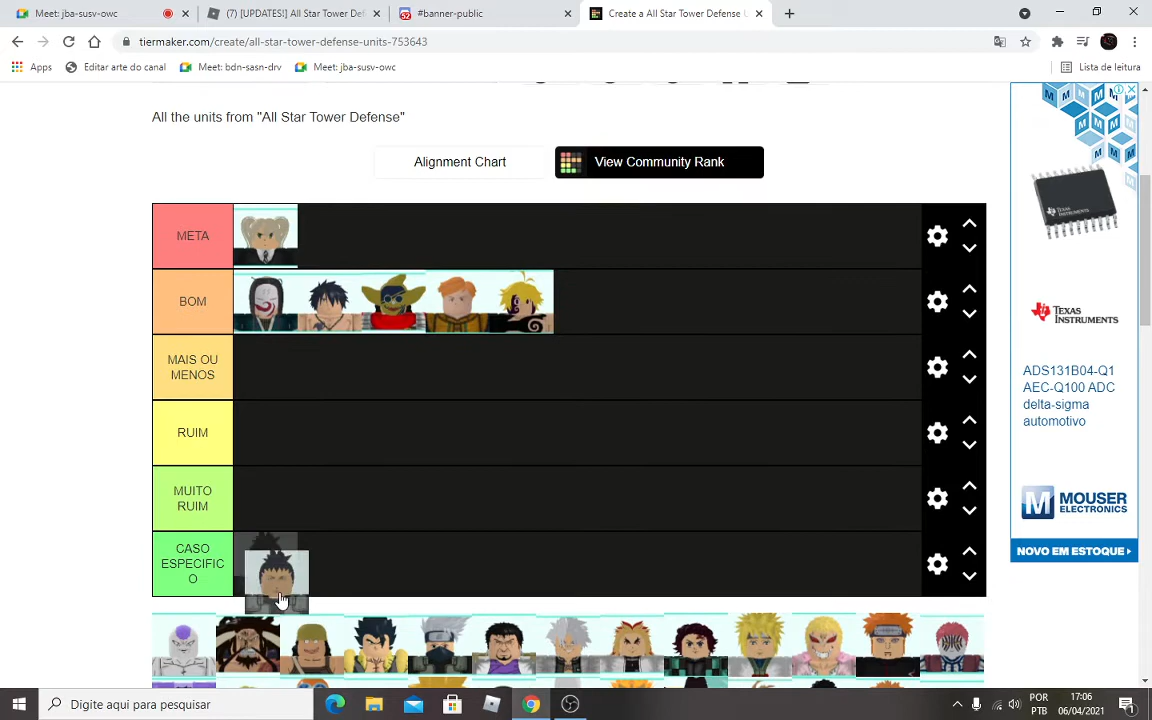 Meet: jba-susv-owc
(7) [UPDATES!] All Star Tower Def
#banner-public
Create a All Star Tower Defense U
tiermaker.com/create/all-star-tower-defense-units-753643
Apps
Editar arte do canal
Meet: bdn-sasn-drv
Meet: jba-susv-owc
Lista de leitura
All the units from "All Star Tower Defense"
Alignment Chart
View Community Rank
META
BOM
MAIS OU
MENOS
RUIM
MUITO
RUIM
CASO
ESPECIFIC
O
TEXAS
INSTRUMENTS
ADS131B04-Q1
AEC-Q100 ADC
delta-sigma
automotivo
MOUSER
ELECTRONICS
NOVO EM ESTOQUE
Digite aqui para pesquisar
POR
PTB
17:06
06/04/2021
1